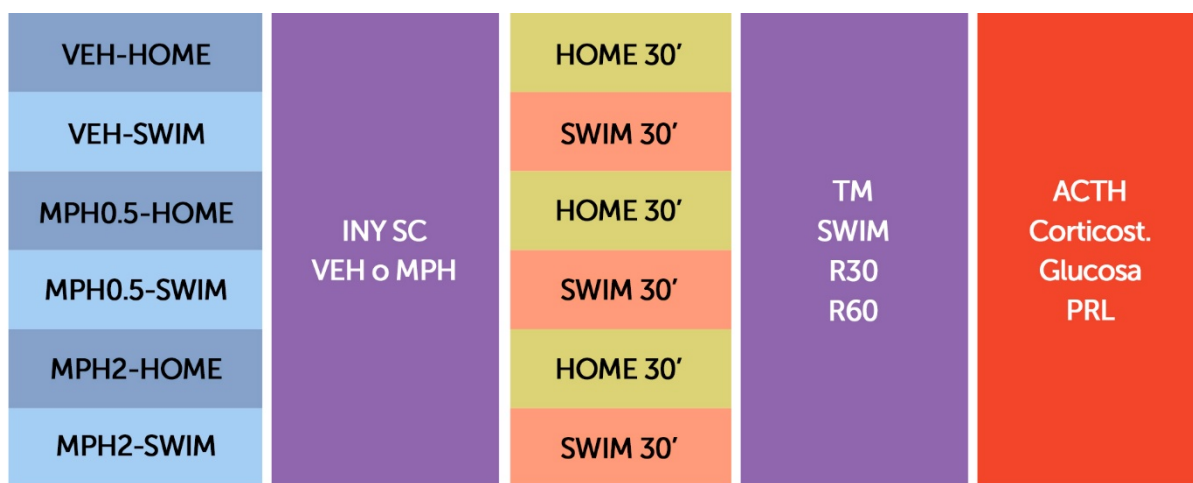 VEH-HOME
VEH-SWIM
MPH0.5-HOME
MPH0.5-SWIM
MPH2-HOME
MPH2-SWIM
INY SC
VEH o MPH
HOME 30’
SWIM 30’
HOME 30’
SWIM 30’
HOME 30’
SWIM 30’
TM
SWIM
R30
R60
ACTH
Corticost.
Glucosa
PRL